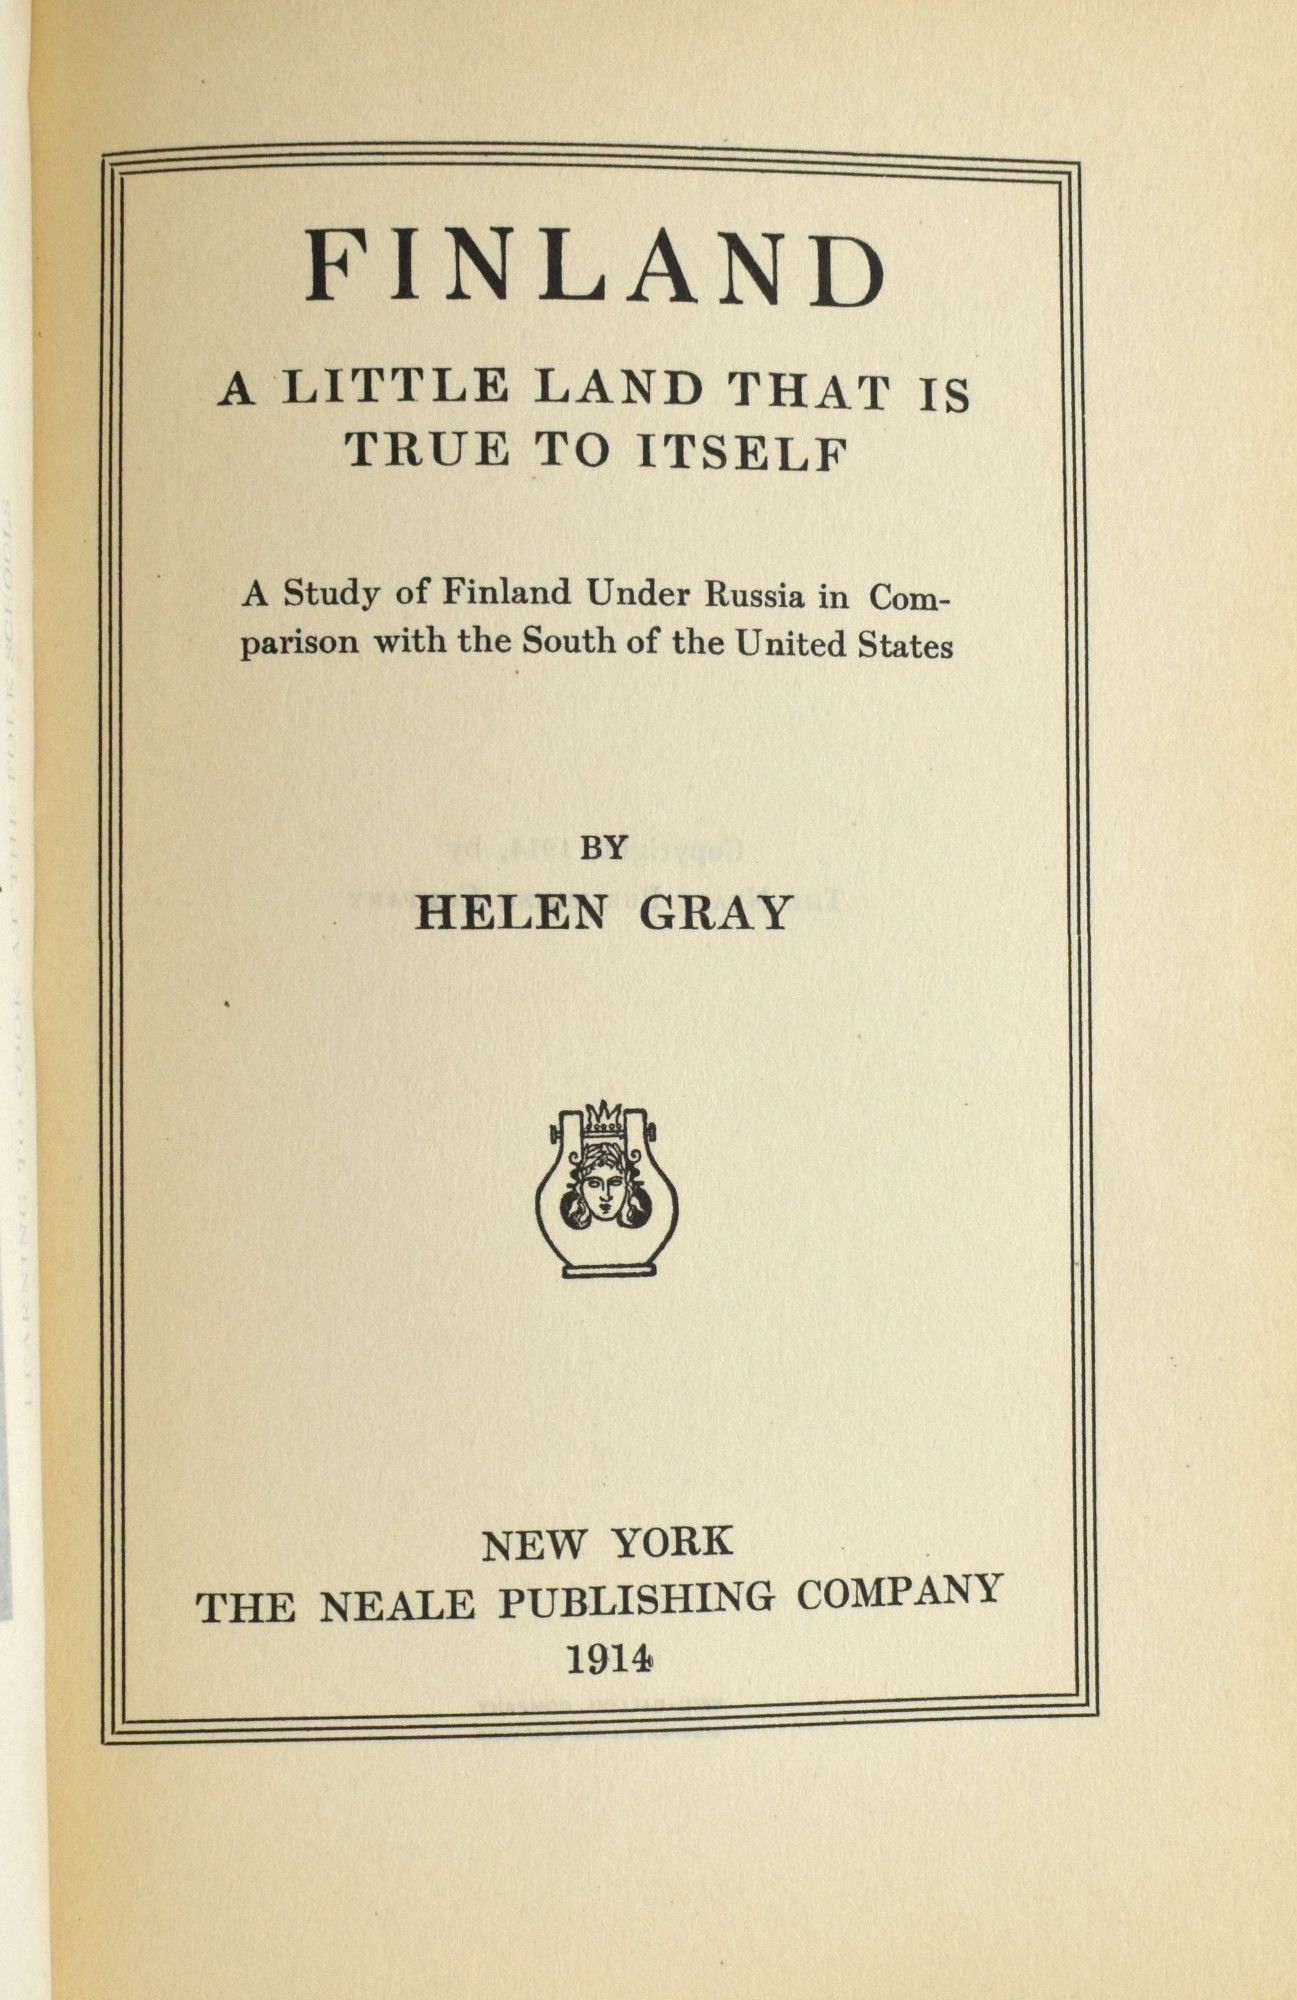 FINLAND
A LITTLE LAND THAT IS
TRUE TO ITSELF
A Study of Finland Under Russia in Com-
parison with the South of the United States
BY
HELEN GRAY
NEW YORK
THE NEALE PUBLISHING COMPANY
1914